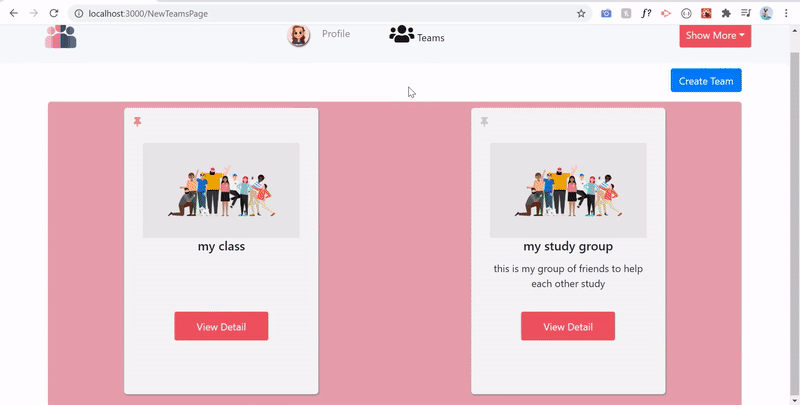 localhost:3000/NewTeamsPage
f?
Profile
Teams
Show More
Create Team
my class
View Detail
my study group
this is my group of friends to help
each other study
View Detail